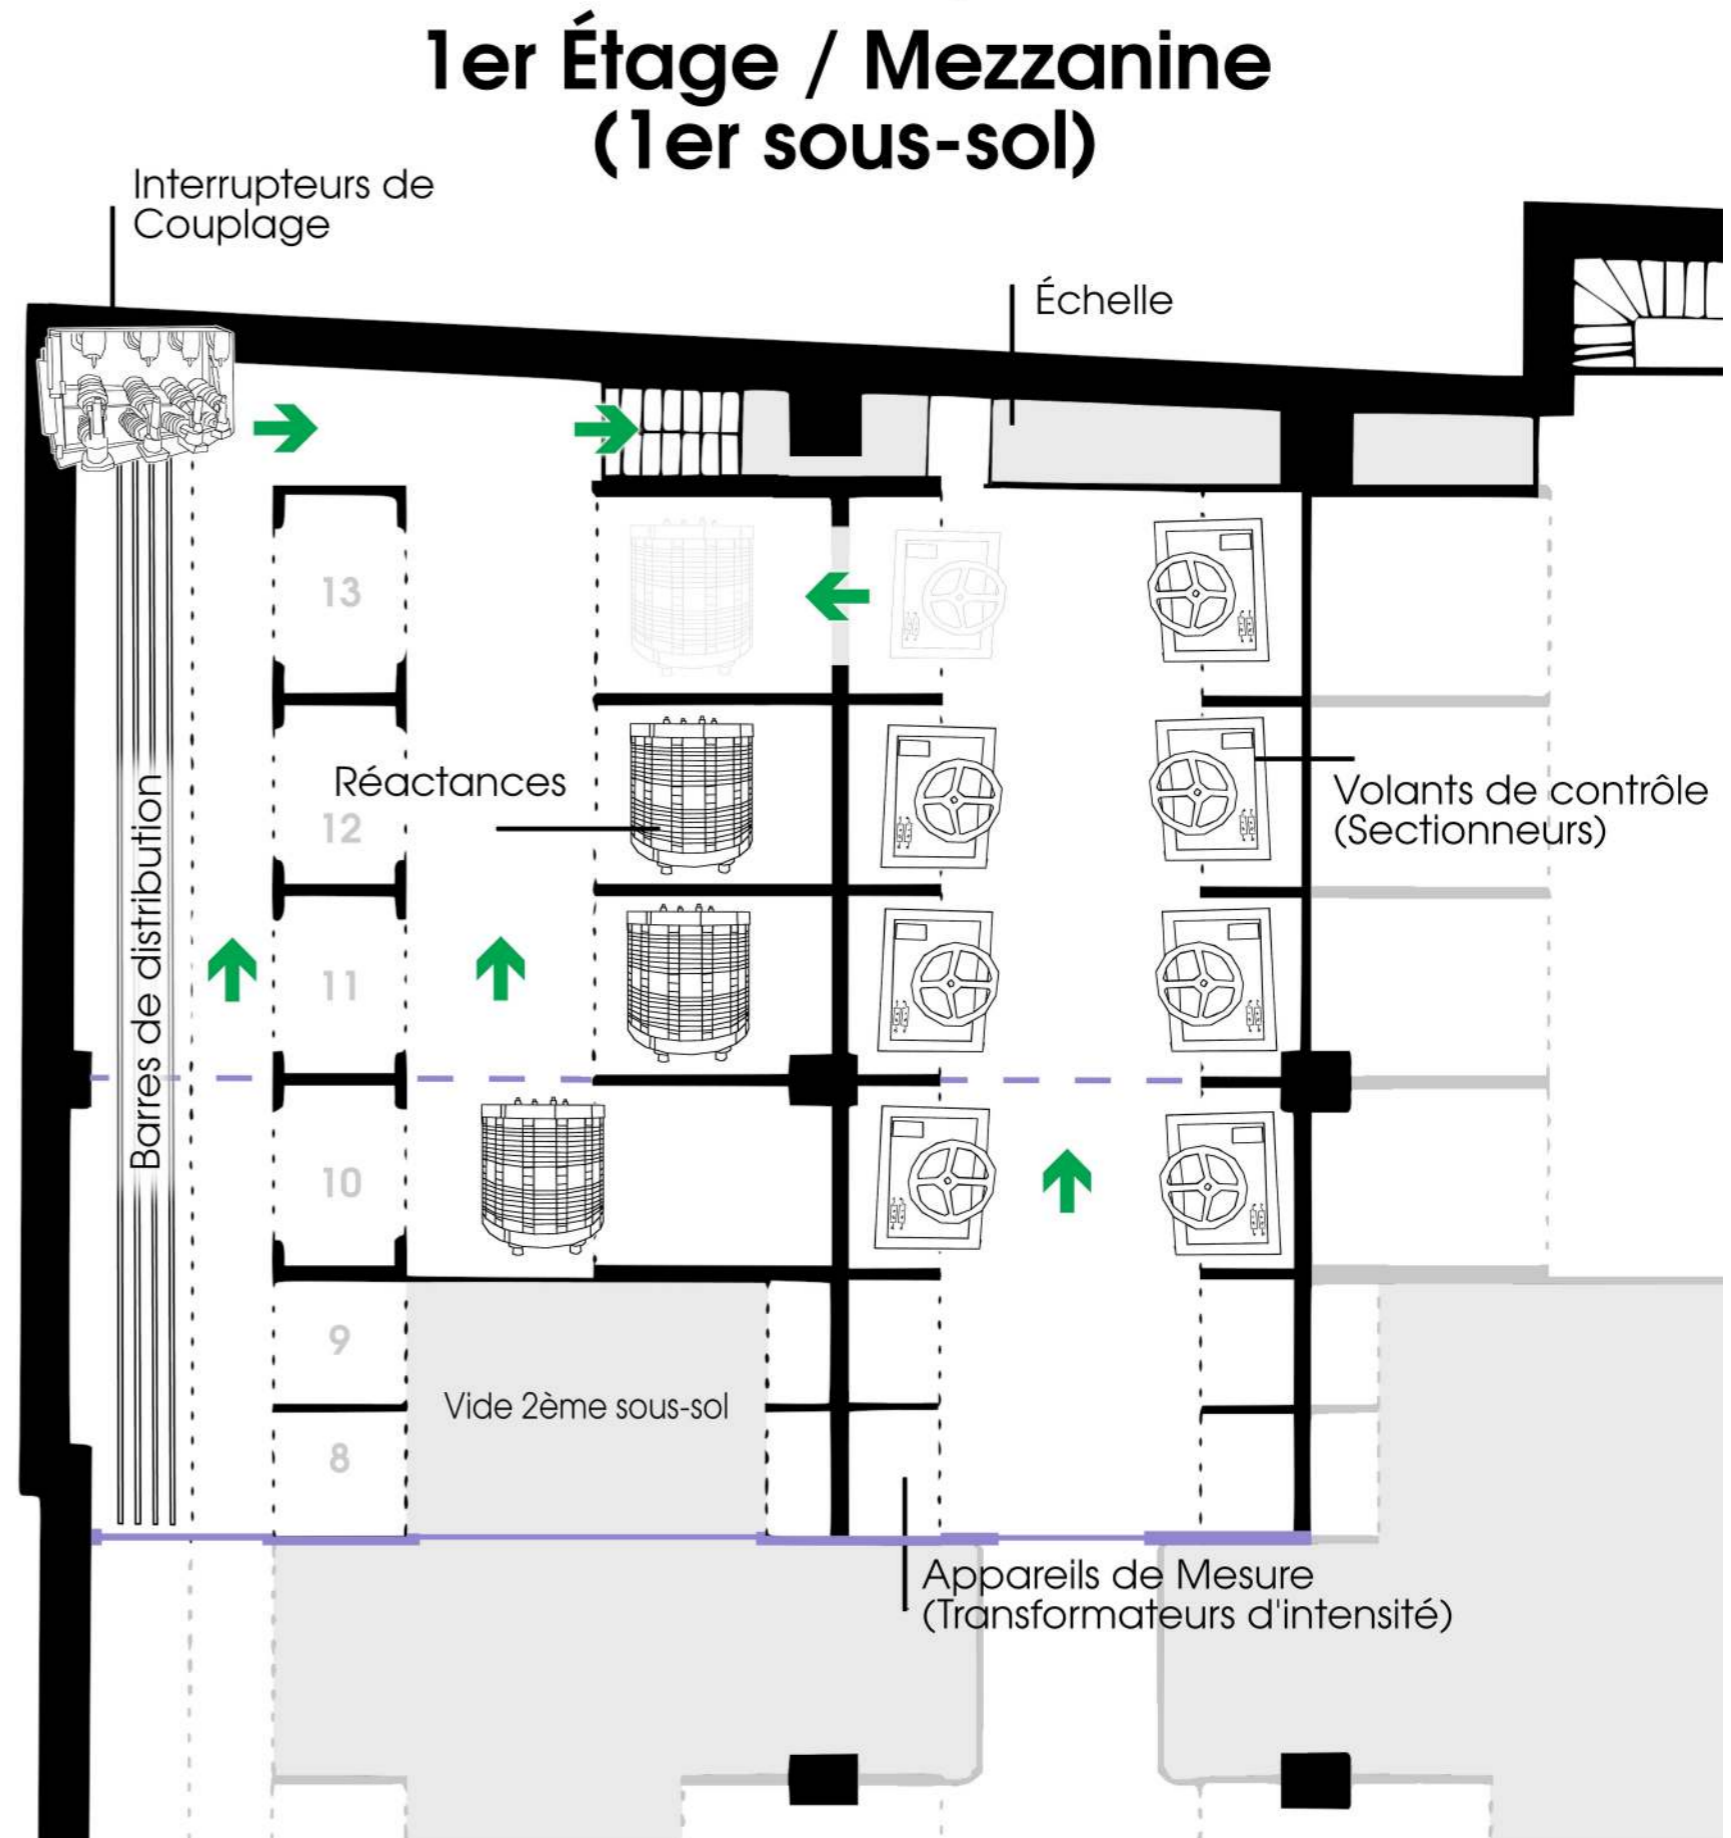 1er Étage / Mezzanine
(1er sous-sol)
Interrupteurs de
Couplage
Échelle
13
Réactances
12
Volants de contrôle
(Sectionneurs)
Barres de distribution
11
10
9
Vide 2ème sous-sol
8
Appareils de Mesure
(Transformateurs d'intensité)